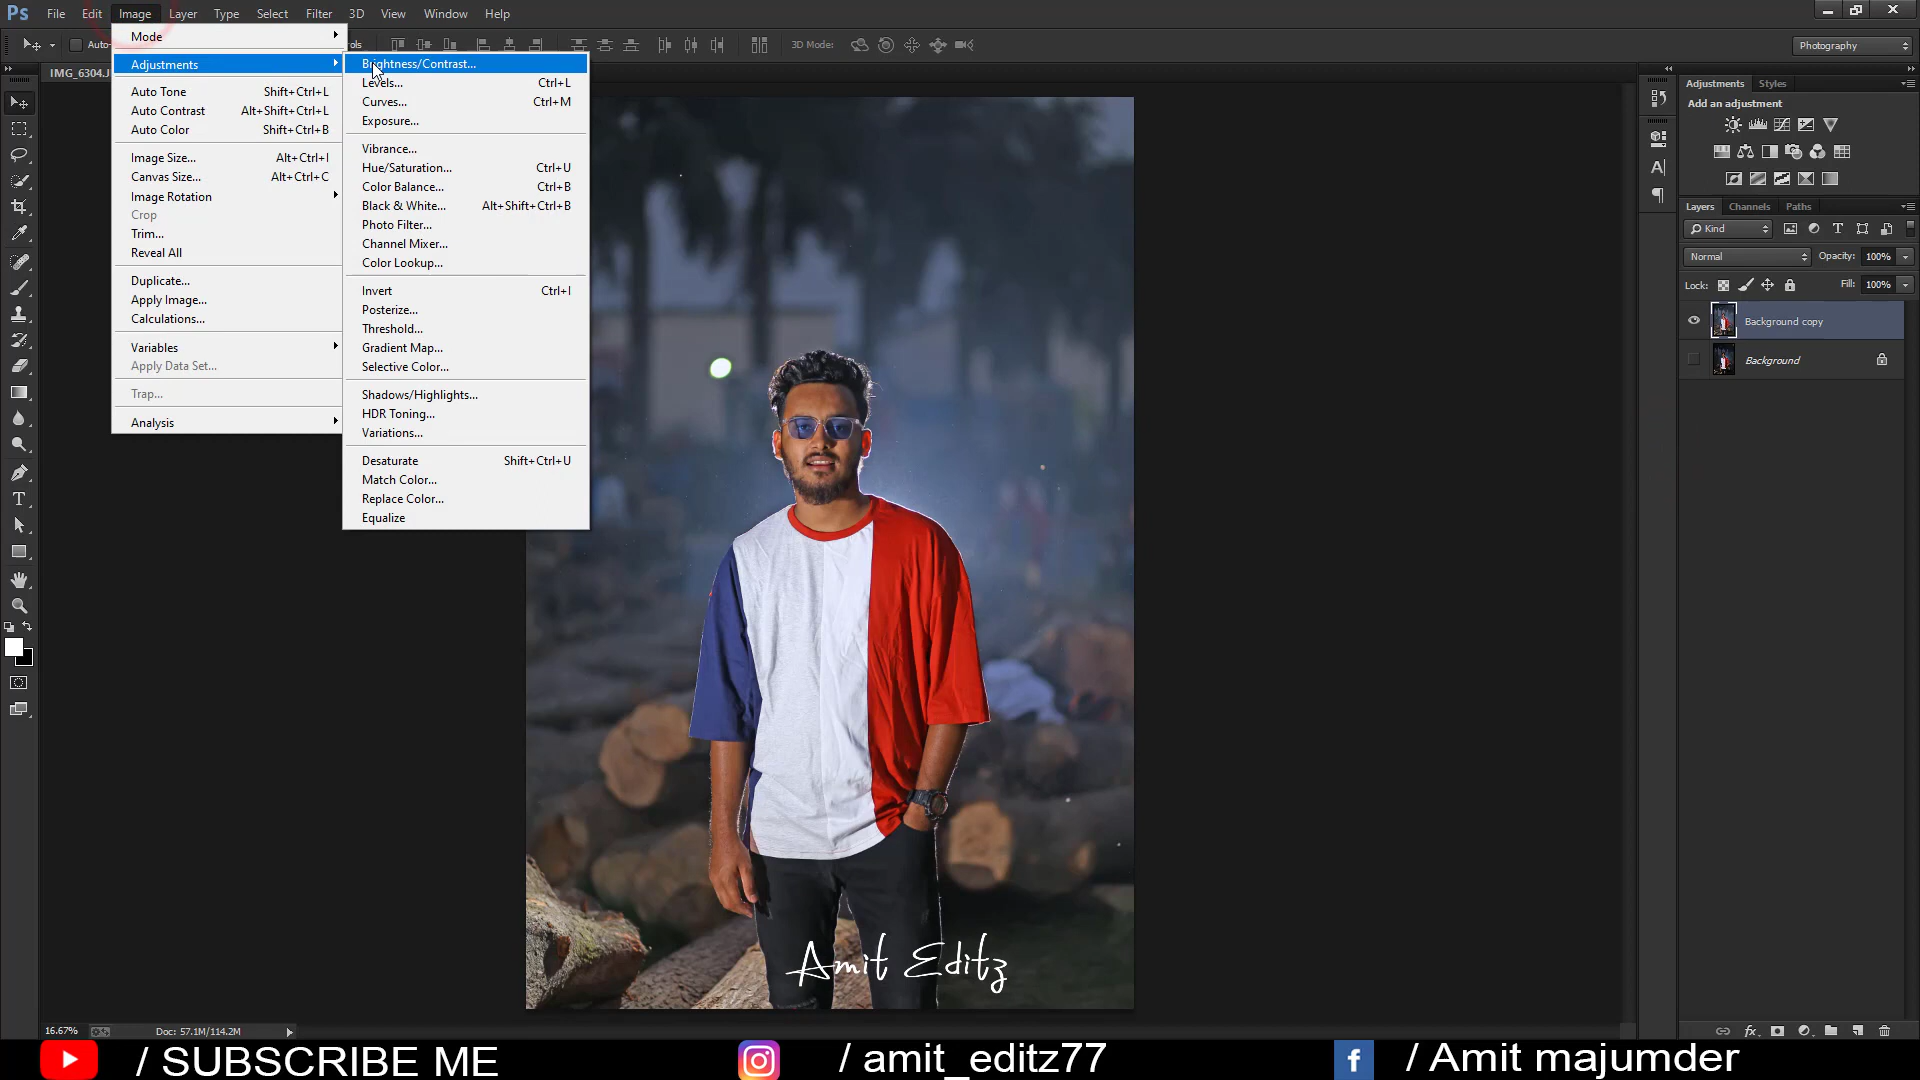 Ps File Edit Image Layer Type Select Filter 3D View Window Help
3D Mode: Photography
IMG_6304.J
Mode
Adjustments
Auto Tone Shift+Ctrl+L
Auto Contrast Alt+Shift+Ctrl+L
Auto Color Shift+Ctrl+B
Image Size... Alt+Ctrl+I
Canvas Size... Alt+Ctrl+C
Image Rotation
Crop
Trim...
Reveal All
Duplicate...
Apply Image...
Calculations...
Variables
Apply Data Set...
Trap...
Analysis
Brightness/Contrast...
Levels... Ctrl+L
Curves... Ctrl+M
Exposure...
Vibrance...
Hue/Saturation... Ctrl+U
Color Balance... Ctrl+B
Black & White... Alt+Shift+Ctrl+B
Photo Filter...
Channel Mixer...
Color Lookup...
Invert Ctrl+I
Posterize...
Threshold...
Gradient Map...
Selective Color...
Shadows/Highlights...
HDR Toning...
Variations...
Desaturate Shift+Ctrl+U
Match Color...
Replace Color...
Equalize
Adjustments Styles
Add an adjustment
Layers Channels Paths
Kind
Normal Opacity: 100%
Lock: Fill: 100%
Background copy
Background
Amit Editz
16.67% Doc: 57.1M/114.2M
/ SUBSCRIBE ME / amit_editz77 / Amit majumder